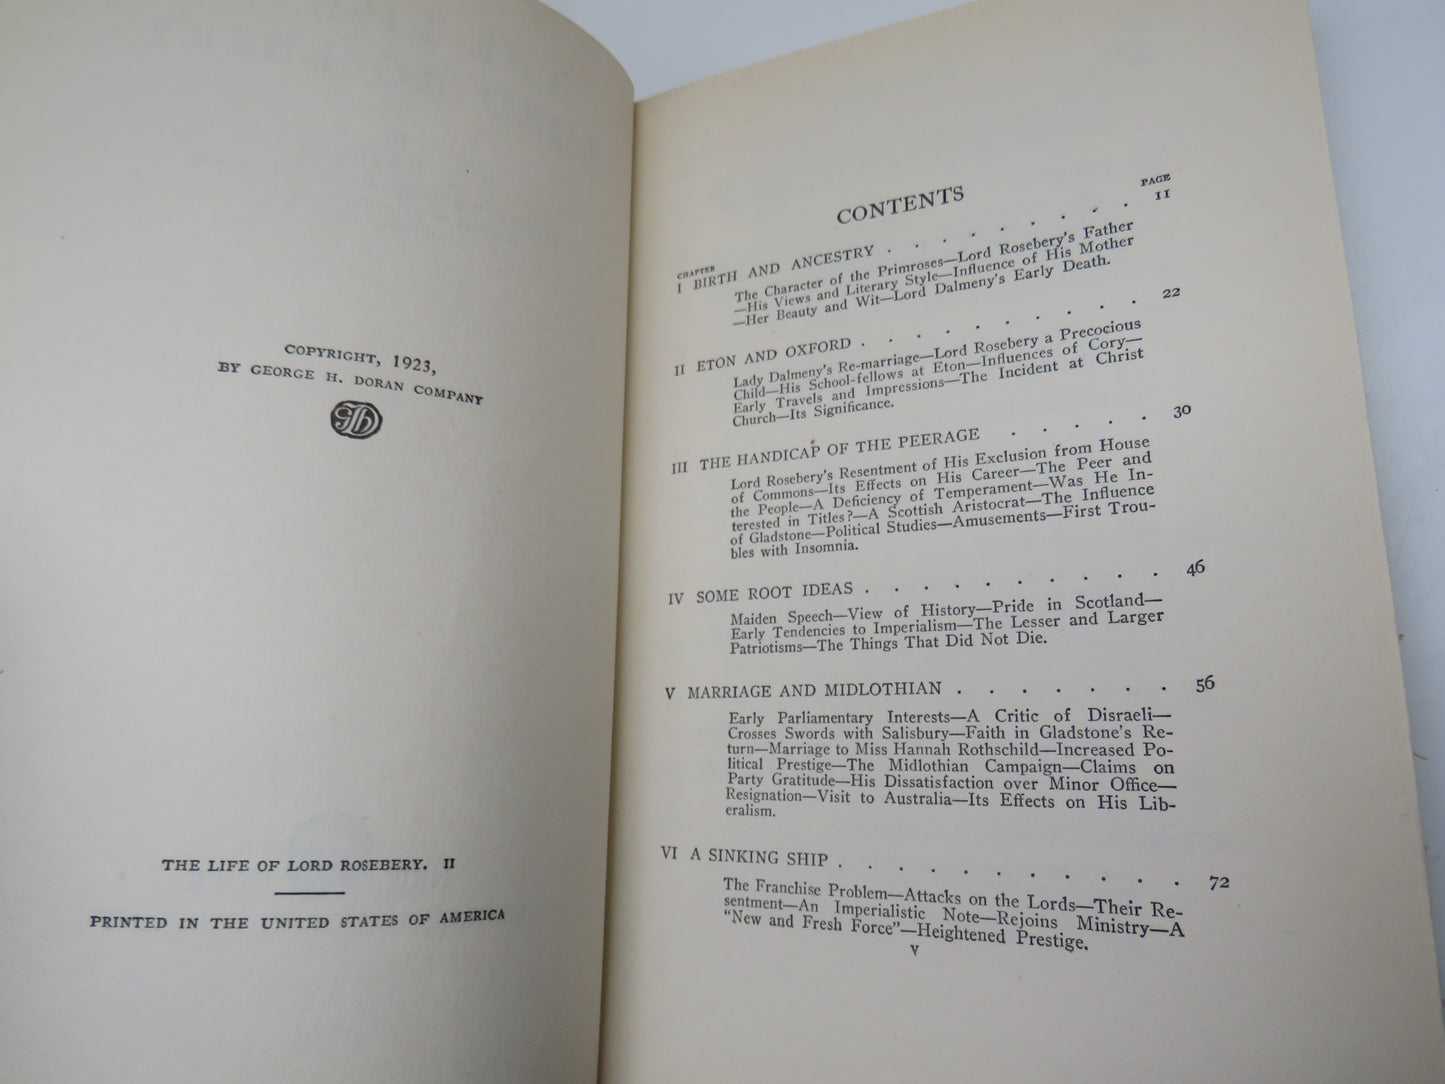 COPYRIGHT, 1923,
BY GEORGE H. DORAN COMPANY
THE LIFE OF LORD ROSEBERY. II
PRINTED IN THE UNITED STATES OF AMERICA
CONTENTS
CHAPTER PAGE
I BIRTH AND ANCESTRY . . . . . . . . . 11
The Character of the Primroses—Lord Rosebery's Father
—His Views and Literary Style—Influence of His Mother
—Her Beauty and Wit—Lord Dalmeny's Early Death.
II ETON AND OXFORD . . . . . . . . . . 22
Lady Dalmeny's Re-marriage—Lord Rosebery a Precocious
Child—His School-fellows at Eton—Influences of Cory—
Early Travels and Impressions—The Incident at Christ
Church—Its Significance.
III THE HANDICAP OF THE PEERAGE . . . . . 30
Lord Rosebery's Resentment of His Exclusion from House
of Commons—Its Effects on His Career—The Peer and
the People—A Deficiency of Temperament—Was He In-
terested in Titles?—A Scottish Aristocrat—The Influence
of Gladstone—Political Studies—Amusements—First Trou-
bles with Insomnia.
IV SOME ROOT IDEAS . . . . . . . . . . 46
Maiden Speech—View of History—Pride in Scotland—
Early Tendencies to Imperialism—The Lesser and Larger
Patriotisms—The Things That Did Not Die.
V MARRIAGE AND MIDLOTHIAN . . . . . . . 56
Early Parliamentary Interests—A Critic of Disraeli—
Crosses Swords with Salisbury—Faith in Gladstone's Re-
turn—Marriage to Miss Hannah Rothschild—Increased Po-
litical Prestige—The Midlothian Campaign—Claims on
Party Gratitude—His Dissatisfaction over Minor Office—
Resignation—Visit to Australia—Its Effects on His Lib-
eralism.
VI A SINKING SHIP . . . . . . . . . . . 72
The Franchise Problem—Attacks on the Lords—Their Re-
sentment—An Imperialistic Note—Rejoins Ministry—A
"New and Fresh Force"—Heightened Prestige.
v